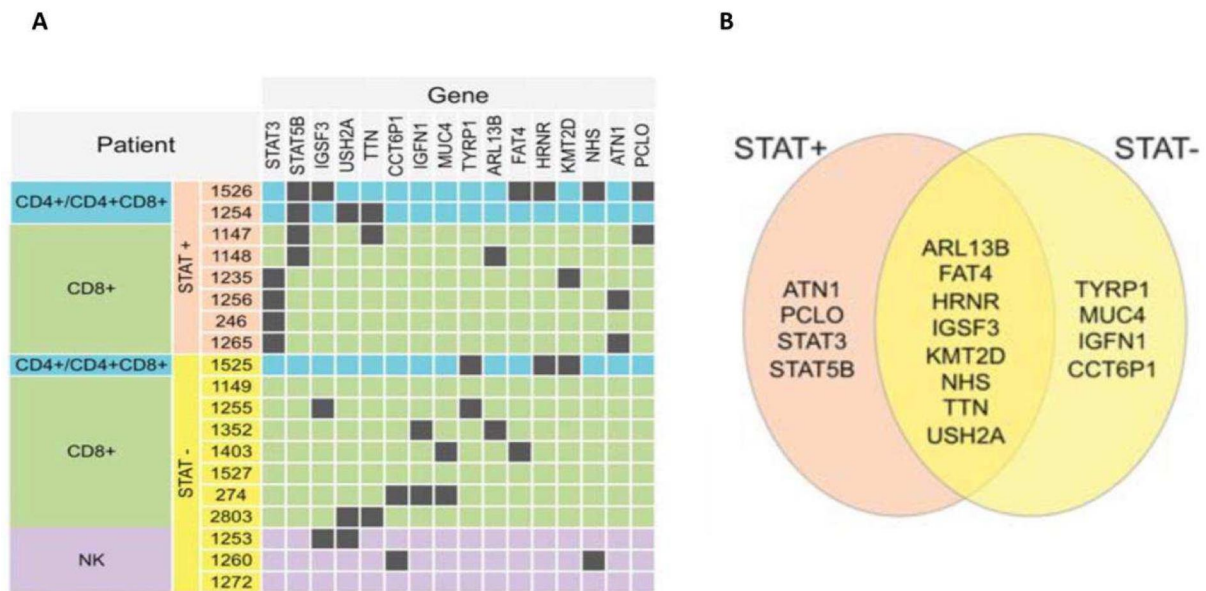 A
B
Gene
Patient
STAT3
STAT5B
IGSF3
USH2A
TTN
CCT6P1
IGFN1
MUC4
TYRP1
ARL13B
FAT4
HRNR
KMT2D
NHS
ATN1
PCLO
CD4+/CD4+CD8+
CD8+
STAT +
1526
1254
1147
1148
1235
1256
246
1265
CD4+/CD4+CD8+
CD8+
NK
STAT -
1525
1149
1255
1352
1403
1527
274
2803
1253
1260
1272
STAT+
STAT-
ATN1
PCLO
STAT3
STAT5B
ARL13B
FAT4
HRNR
IGSF3
KMT2D
NHS
TTN
USH2A
TYRP1
MUC4
IGFN1
CCT6P1